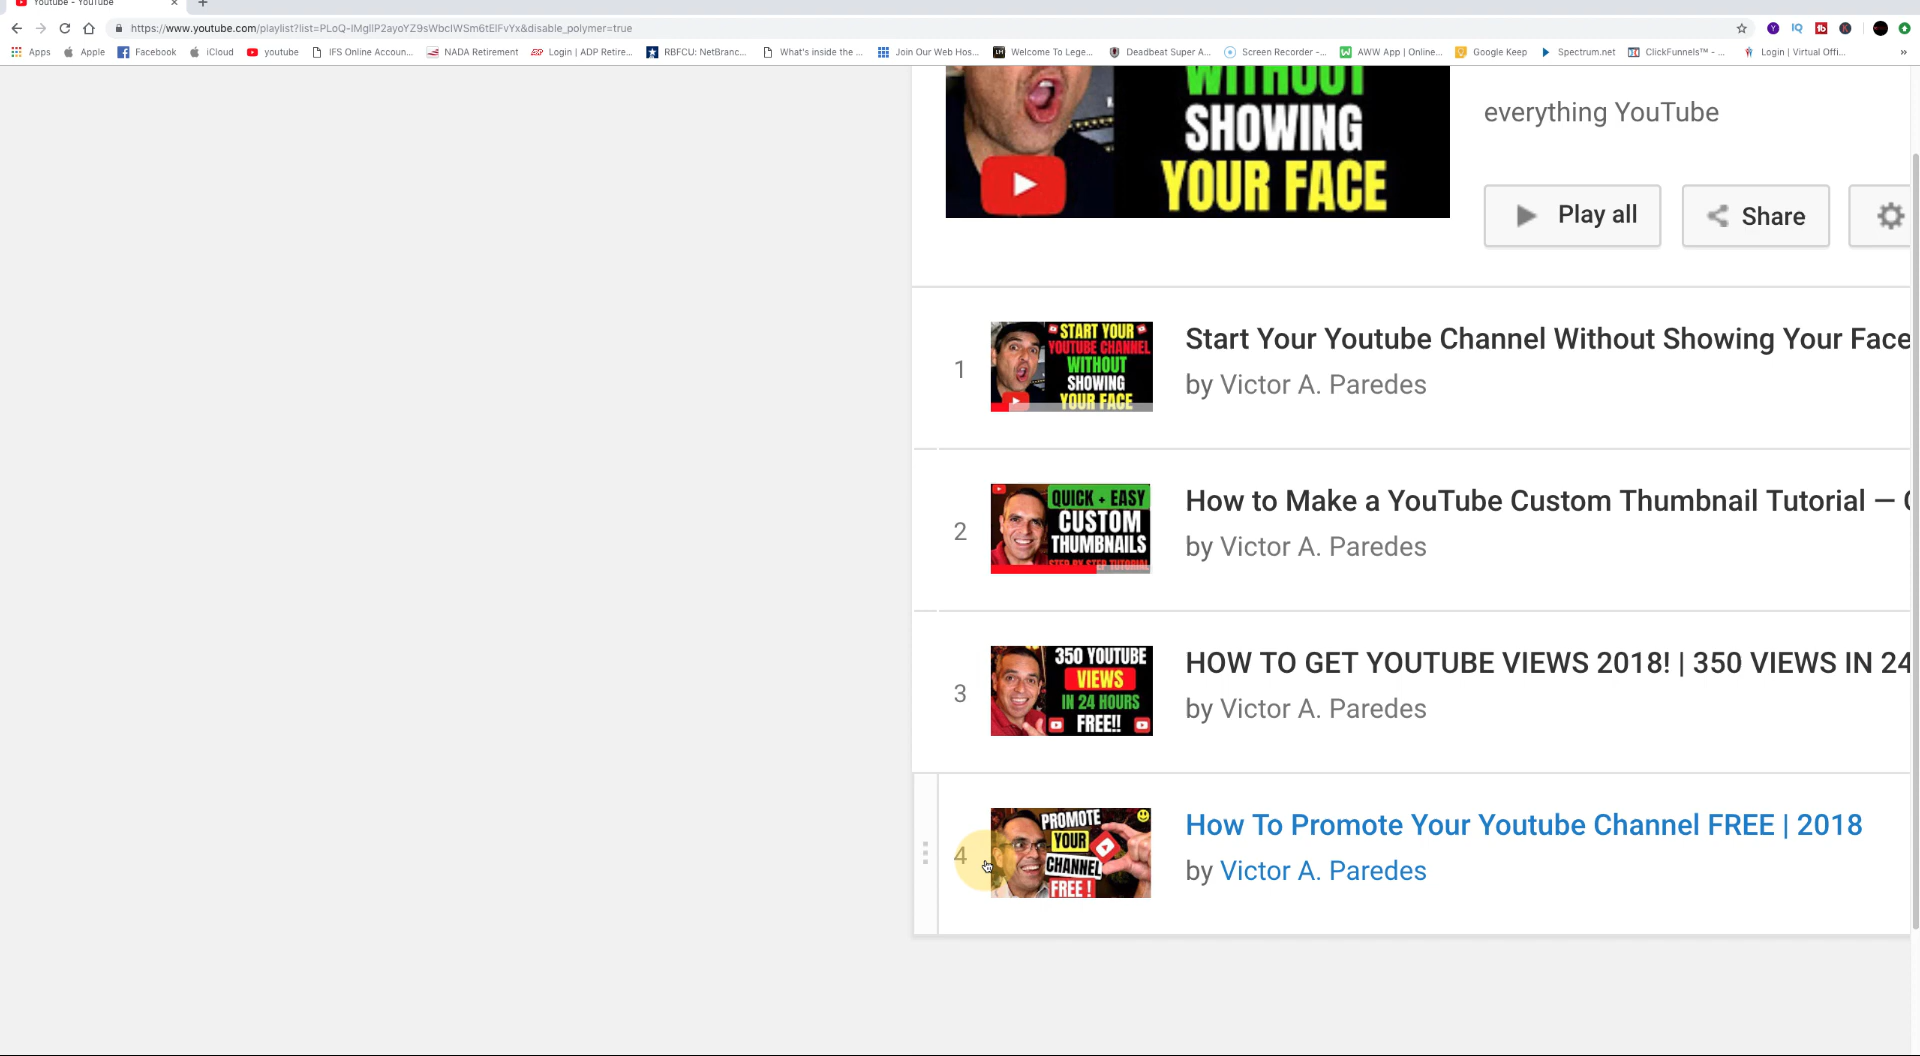 Youtube - YouTube
https://www.youtube.com/playlist?list=PLoQ-IMgIlP2ayoYZ9sWbcIWSm6tElFvYx&disable_polymer=true
Apps Apple Facebook iCloud youtube IFS Online Accoun... NADA Retirement Login | ADP Retire... RBFCU: NetBranc... What's inside the ... Join Our Web Hos... Welcome To Lege... Deadbeat Super A... Screen Recorder -... AWW App | Online... Google Keep Spectrum.net ClickFunnels™ - ... Login | Virtual Offi... »
WITHOUT
SHOWING
YOUR FACE
everything YouTube
Play all Share
1
START YOUR
YOUTUBE CHANNEL
WITHOUT
SHOWING
YOUR FACE
Start Your Youtube Channel Without Showing Your Face
by Victor A. Paredes
2
QUICK + EASY
CUSTOM
THUMBNAILS
STEP BY STEP TUTORIAL
How to Make a YouTube Custom Thumbnail Tutorial —
by Victor A. Paredes
3
350 YOUTUBE
VIEWS
IN 24 HOURS
FREE!!
HOW TO GET YOUTUBE VIEWS 2018! | 350 VIEWS IN 24
by Victor A. Paredes
4
PROMOTE
YOUR
CHANNEL
FREE !
How To Promote Your Youtube Channel FREE | 2018
by Victor A. Paredes